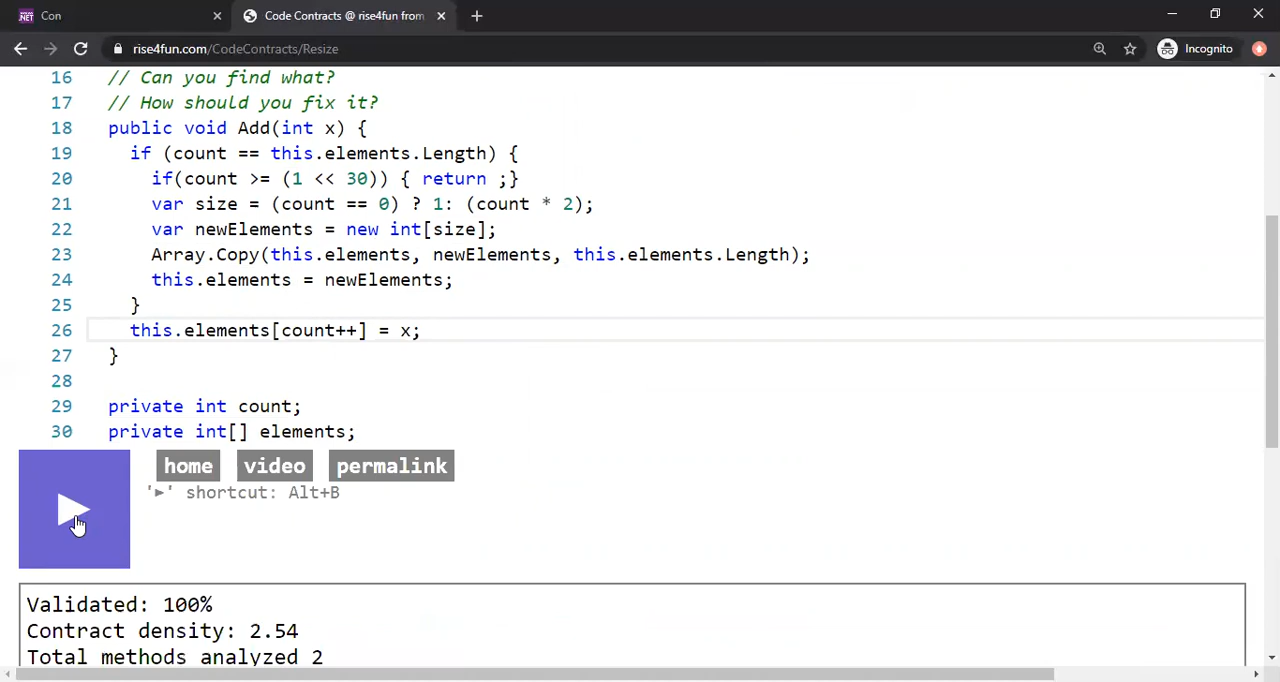 Con
Code Contracts @ rise4fun from
rise4fun.com/CodeContracts/Resize
Incognito
16 // Can you find what?
17 // How should you fix it?
18 public void Add(int x) {
19 if (count == this.elements.Length) {
20 if(count >= (1 << 30)) { return ;}
21 var size = (count == 0) ? 1: (count * 2);
22 var newElements = new int[size];
23 Array.Copy(this.elements, newElements, this.elements.Length);
24 this.elements = newElements;
25 }
26 this.elements[count++] = x;
27 }
28
29 private int count;
30 private int[] elements;
home video permalink
'►' shortcut: Alt+B
Validated: 100%
Contract density: 2.54
Total methods analyzed 2